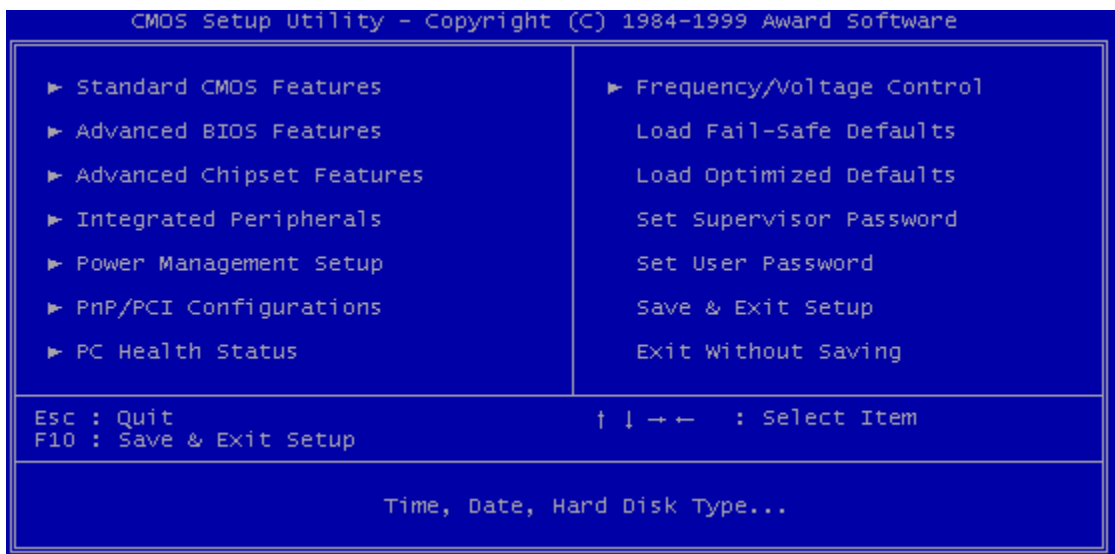 CMOS Setup Utility - Copyright (C) 1984-1999 Award Software
► Standard CMOS Features
► Advanced BIOS Features
► Advanced Chipset Features
► Integrated Peripherals
► Power Management Setup
► PnP/PCI Configurations
► PC Health Status
► Frequency/Voltage Control
Load Fail-Safe Defaults
Load Optimized Defaults
Set Supervisor Password
Set User Password
Save & Exit Setup
Exit Without Saving
Esc : Quit
F10 : Save & Exit Setup
↑ ↓ → ← : Select Item
Time, Date, Hard Disk Type...